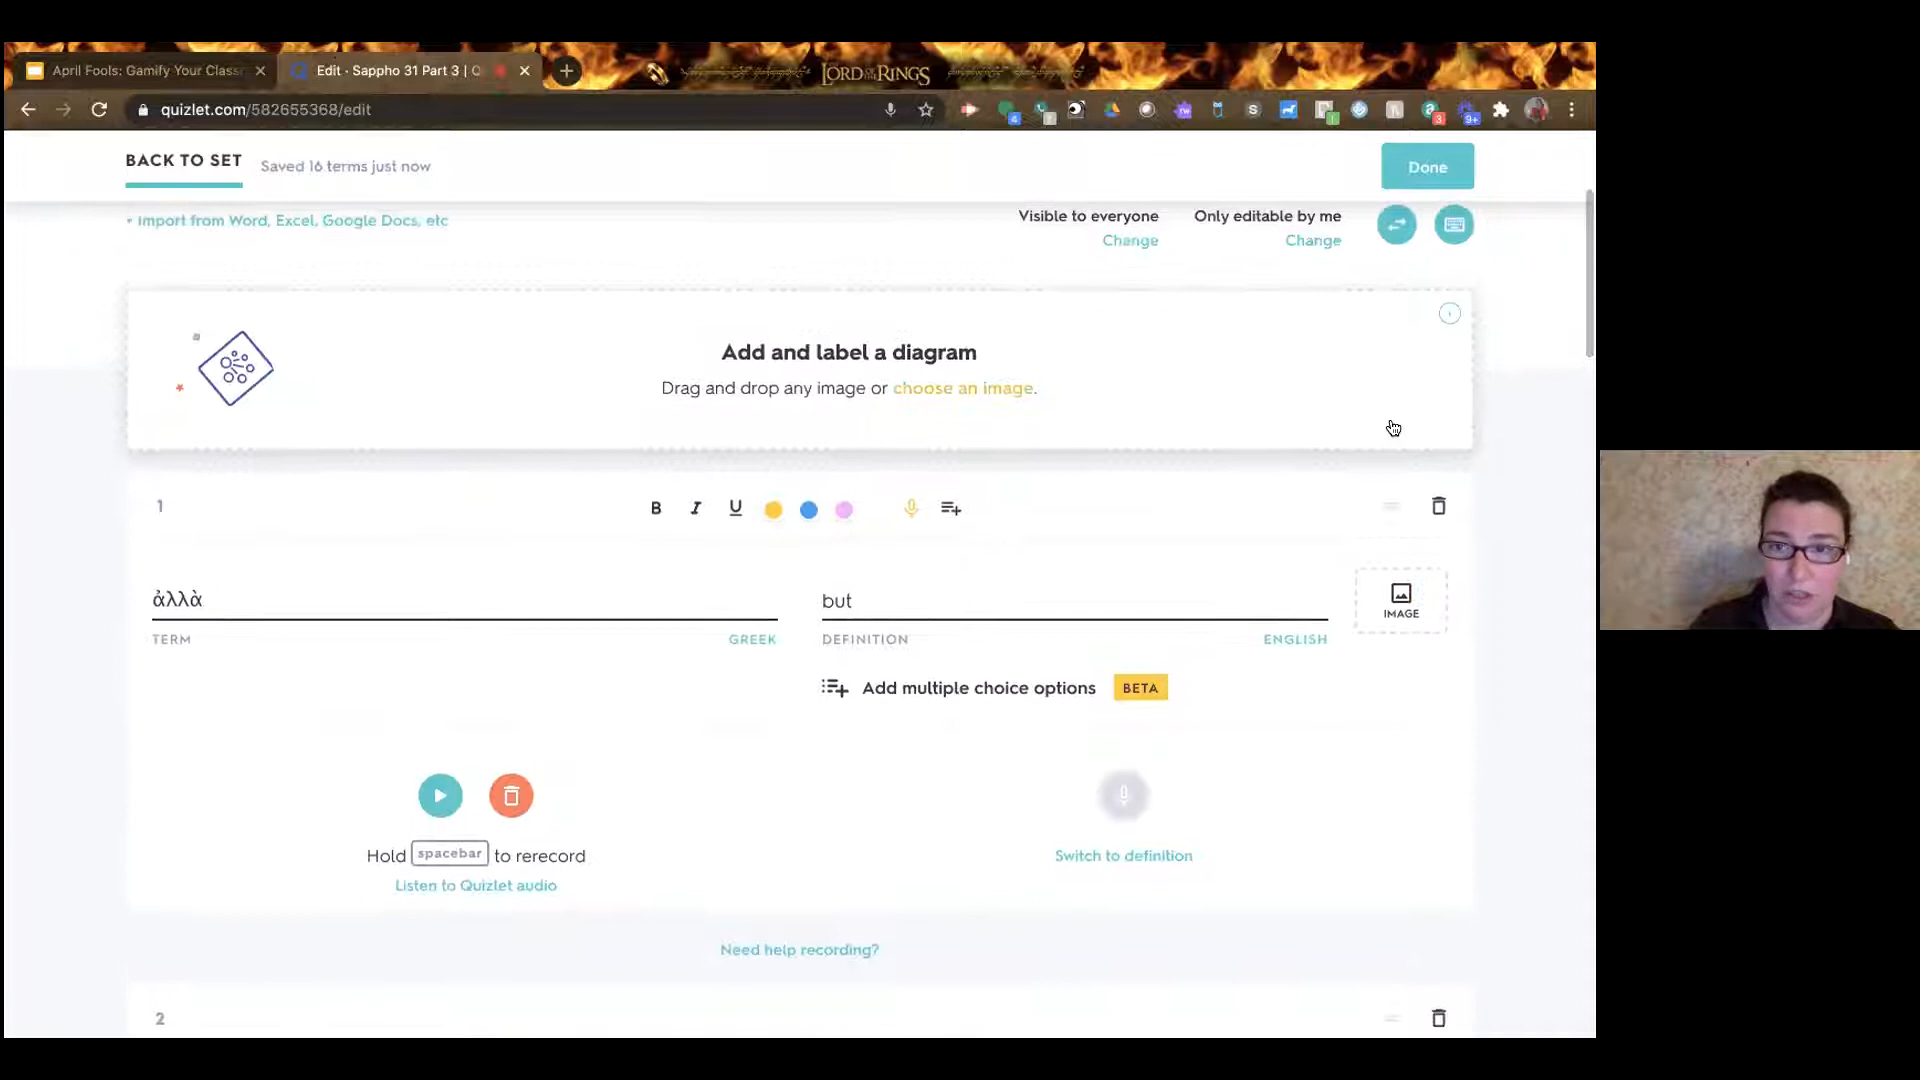 April Fools: Gamify Your Class
Edit - Sappho 31 Part 3 | Q
LORD OF THE RINGS
quizlet.com/582655368/edit
BACK TO SET
Saved 16 terms just now
Done
+ Import from Word, Excel, Google Docs, etc
Visible to everyone
Only editable by me
Change
Change
Add and label a diagram
Drag and drop any image or choose an image.
1
B I U
ἀλλὰ
but
IMAGE
TERM
GREEK
DEFINITION
ENGLISH
Add multiple choice options BETA
Hold spacebar to rerecord
Switch to definition
Listen to Quizlet audio
Need help recording?
2